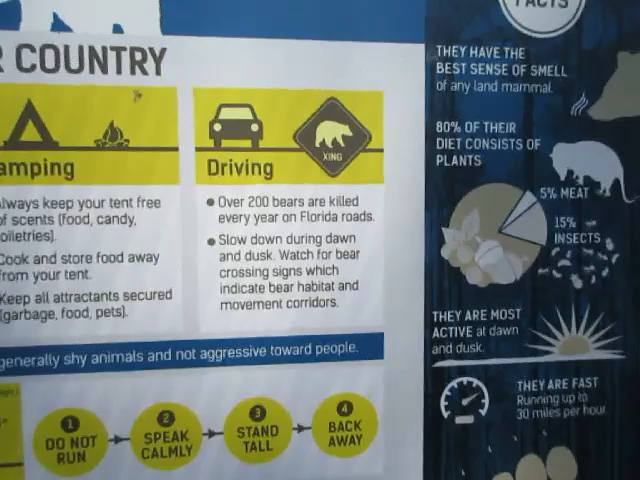 R COUNTRY
amping
Always keep your tent free
of scents (food, candy,
toiletries).
Cook and store food away
from your tent.
Keep all attractants secured
(garbage, food, pets).
XING
Driving
Over 200 bears are killed
every year on Florida roads.
Slow down during dawn
and dusk. Watch for bear
crossing signs which
indicate bear habitat and
movement corridors.
generally shy animals and not aggressive toward people.
1
DO NOT
RUN
2
SPEAK
CALMLY
3
STAND
TALL
4
BACK
AWAY
FACTS
THEY HAVE THE
BEST SENSE OF SMELL
of any land mammal.
80% OF THEIR
DIET CONSISTS OF
PLANTS
5% MEAT
15%
INSECTS
THEY ARE MOST
ACTIVE at dawn
and dusk.
THEY ARE FAST
Running up to
30 miles per hour